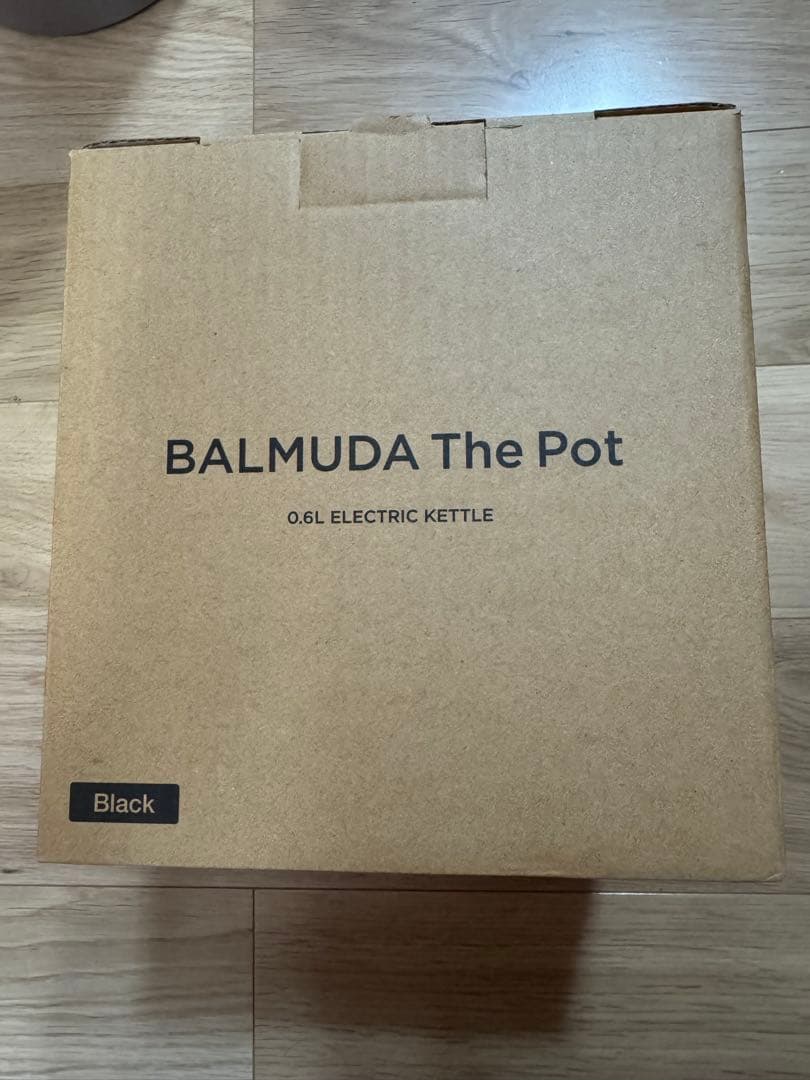 BALMUDA The Pot
0.6L ELECTRIC KETTLE
Black